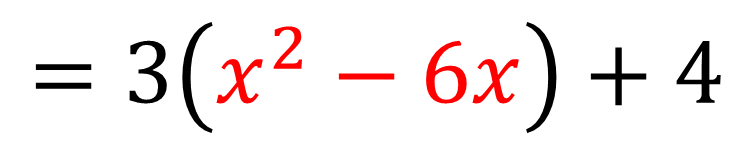 = 3(x² − 6x) + 4